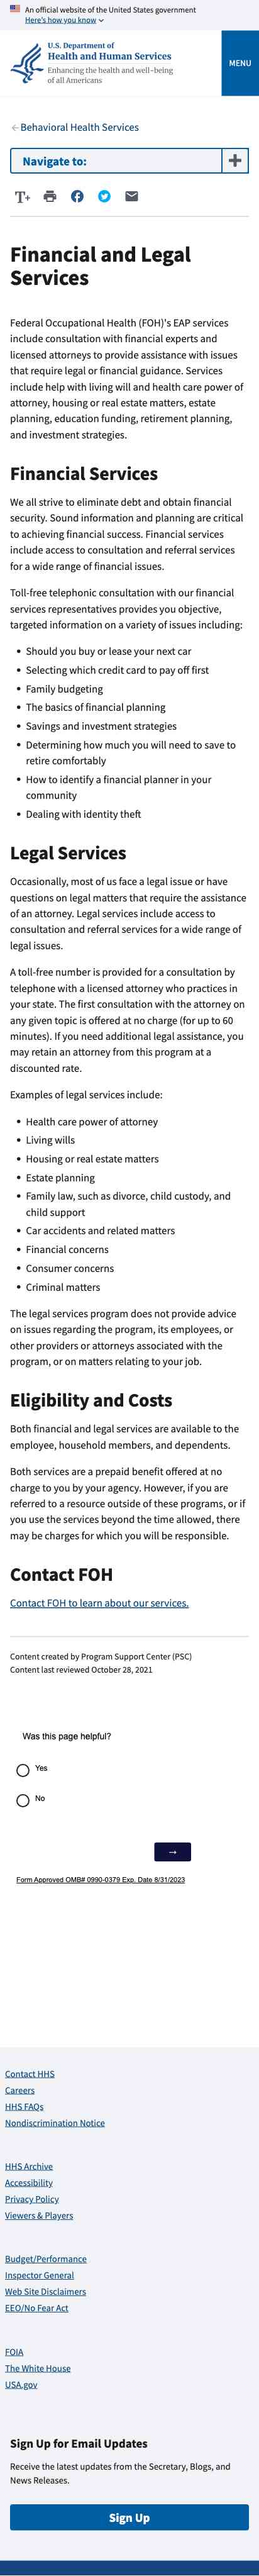 An official website of the United States government
Here's how you know
U.S. Department of
Health and Human Services
Enhancing the health and well-being
of all Americans
MENU
Behavioral Health Services
Navigate to:
T+
Financial and Legal
Services
Federal Occupational Health (FOH)'s EAP services
include consultation with financial experts and
licensed attorneys to provide assistance with issues
that require legal or financial guidance. Services
include help with living will and health care power of
attorney, housing or real estate matters, estate
planning, education funding, retirement planning,
and investment strategies.
Financial Services
We all strive to eliminate debt and obtain financial
security. Sound information and planning are critical
to achieving financial success. Financial services
include access to consultation and referral services
for a wide range of financial issues.
Toll-free telephonic consultation with our financial
services representatives provides you objective,
targeted information on a variety of issues including:
• Should you buy or lease your next car
• Selecting which credit card to pay off first
• Family budgeting
• The basics of financial planning
• Savings and investment strategies
• Determining how much you will need to save to
retire comfortably
• How to identify a financial planner in your
community
• Dealing with identity theft
Legal Services
Occasionally, most of us face a legal issue or have
questions on legal matters that require the assistance
of an attorney. Legal services include access to
consultation and referral services for a wide range of
legal issues.
A toll-free number is provided for a consultation by
telephone with a licensed attorney who practices in
your state. The first consultation with the attorney on
any given topic is offered at no charge (for up to 60
minutes). If you need additional legal assistance, you
may retain an attorney from this program at a
discounted rate.
Examples of legal services include:
• Health care power of attorney
• Living wills
• Housing or real estate matters
• Estate planning
• Family law, such as divorce, child custody, and
child support
• Car accidents and related matters
• Financial concerns
• Consumer concerns
• Criminal matters
The legal services program does not provide advice
on issues regarding the program, its employees, or
other providers or attorneys associated with the
program, or on matters relating to your job.
Eligibility and Costs
Both financial and legal services are available to the
employee, household members, and dependents.
Both services are a prepaid benefit offered at no
charge to you by your agency. However, if you are
referred to a resource outside of these programs, or if
you use the services beyond the time allowed, there
may be charges for which you will be responsible.
Contact FOH
Contact FOH to learn about our services.
Content created by Program Support Center (PSC)
Content last reviewed October 28, 2021
Was this page helpful?
Yes
No
→
Form Approved OMB# 0990-0379 Exp. Date 8/31/2023
Contact HHS
Careers
HHS FAQs
Nondiscrimination Notice
HHS Archive
Accessibility
Privacy Policy
Viewers & Players
Budget/Performance
Inspector General
Web Site Disclaimers
EEO/No Fear Act
FOIA
The White House
USA.gov
Sign Up for Email Updates
Receive the latest updates from the Secretary, Blogs, and
News Releases.
Sign Up